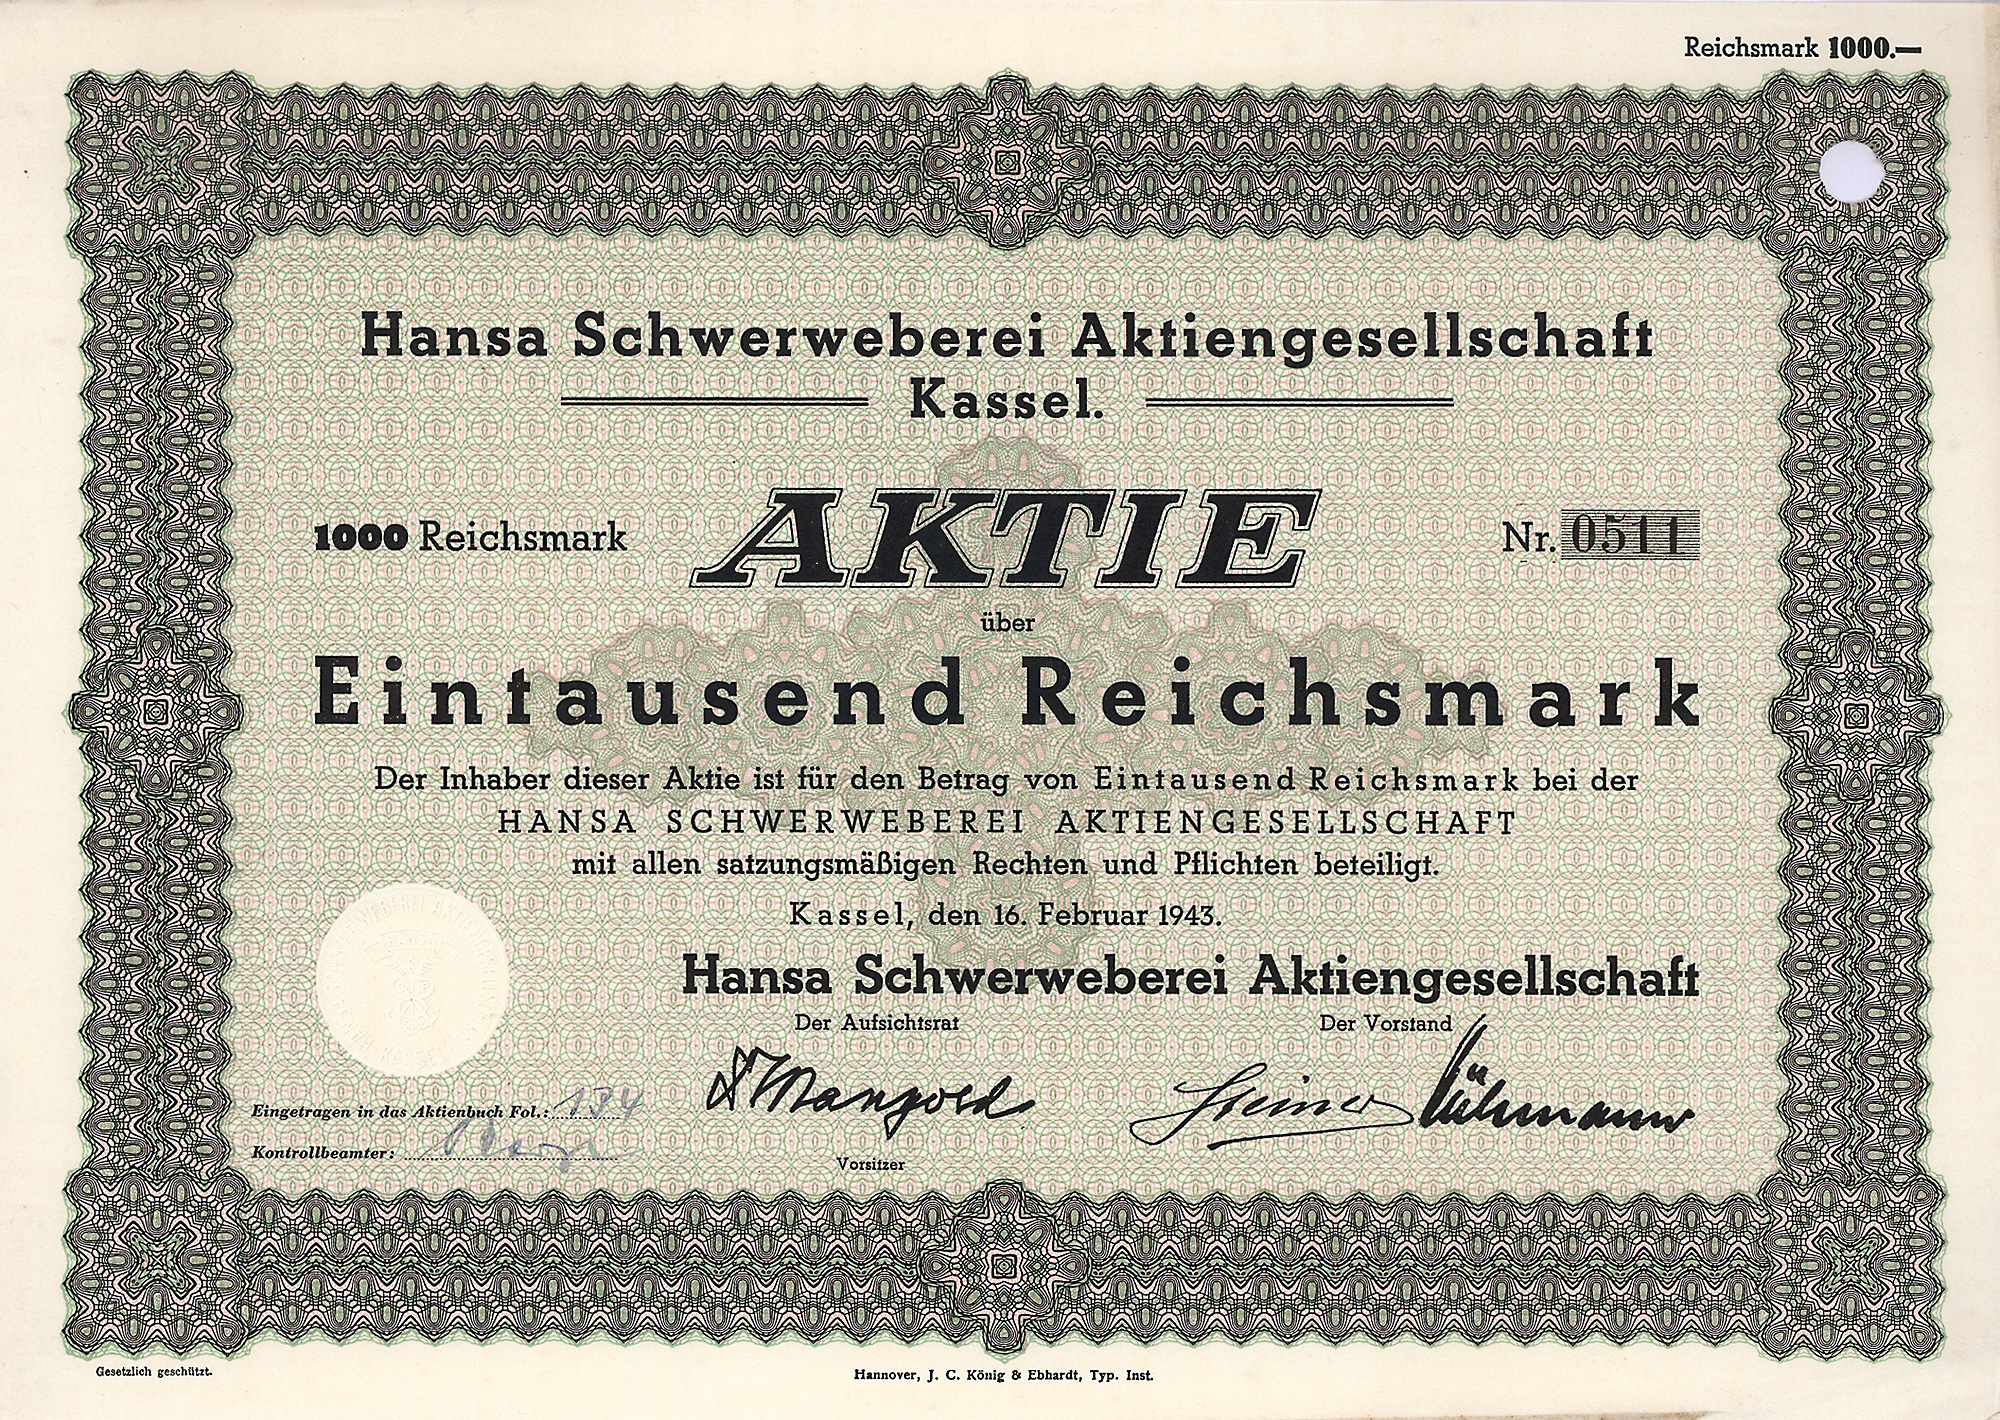 Reichsmark 1000.—
Hansa Schwerweberei Aktiengesellschaft
Kassel.
1000 Reichsmark
AKTIE
Nr. 0511
über
Eintausend Reichsmark
Der Inhaber dieser Aktie ist für den Betrag von Eintausend Reichsmark bei der
HANSA SCHWERWEBEREI AKTIENGESELLSCHAFT
mit allen satzungsmäßigen Rechten und Pflichten beteiligt.
Kassel, den 16. Februar 1943.
Hansa Schwerweberei Aktiengesellschaft
Der Aufsichtsrat
Der Vorstand
Mangold
Eingetragen in das Aktienbuch Fol.: 134
Kontrollbeamter:
Vorsitzer
Gesetzlich geschützt.
Hannover, J. C. König & Ebhardt, Typ. Inst.